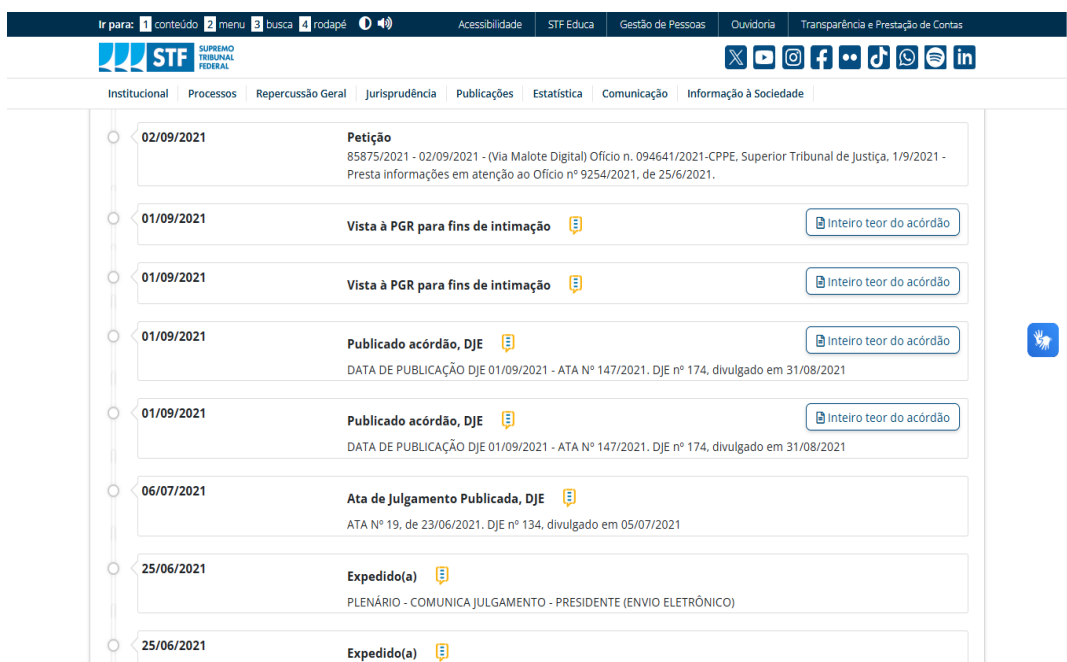 Ir para: 1 conteúdo 2 menu 3 busca 4 rodapé Acessibilidade STF Educa Gestão de Pessoas Ouvidoria Transparência e Prestação de Contas
STF SUPREMO TRIBUNAL FEDERAL
Institucional Processos Repercussão Geral Jurisprudência Publicações Estatística Comunicação Informação à Sociedade
02/09/2021 Petição
85875/2021 - 02/09/2021 - (Via Malote Digital) Ofício n. 094641/2021-CPPE, Superior Tribunal de Justiça, 1/9/2021 -
Presta informações em atenção ao Ofício nº 9254/2021, de 25/6/2021.
01/09/2021 Vista à PGR para fins de intimação Inteiro teor do acórdão
01/09/2021 Vista à PGR para fins de intimação Inteiro teor do acórdão
01/09/2021 Publicado acórdão, DJE Inteiro teor do acórdão
DATA DE PUBLICAÇÃO DJE 01/09/2021 - ATA Nº 147/2021. DJE nº 174, divulgado em 31/08/2021
01/09/2021 Publicado acórdão, DJE Inteiro teor do acórdão
DATA DE PUBLICAÇÃO DJE 01/09/2021 - ATA Nº 147/2021. DJE nº 174, divulgado em 31/08/2021
06/07/2021 Ata de Julgamento Publicada, DJE
ATA Nº 19, de 23/06/2021. DJE nº 134, divulgado em 05/07/2021
25/06/2021 Expedido(a)
PLENÁRIO - COMUNICA JULGAMENTO - PRESIDENTE (ENVIO ELETRÔNICO)
25/06/2021 Expedido(a)